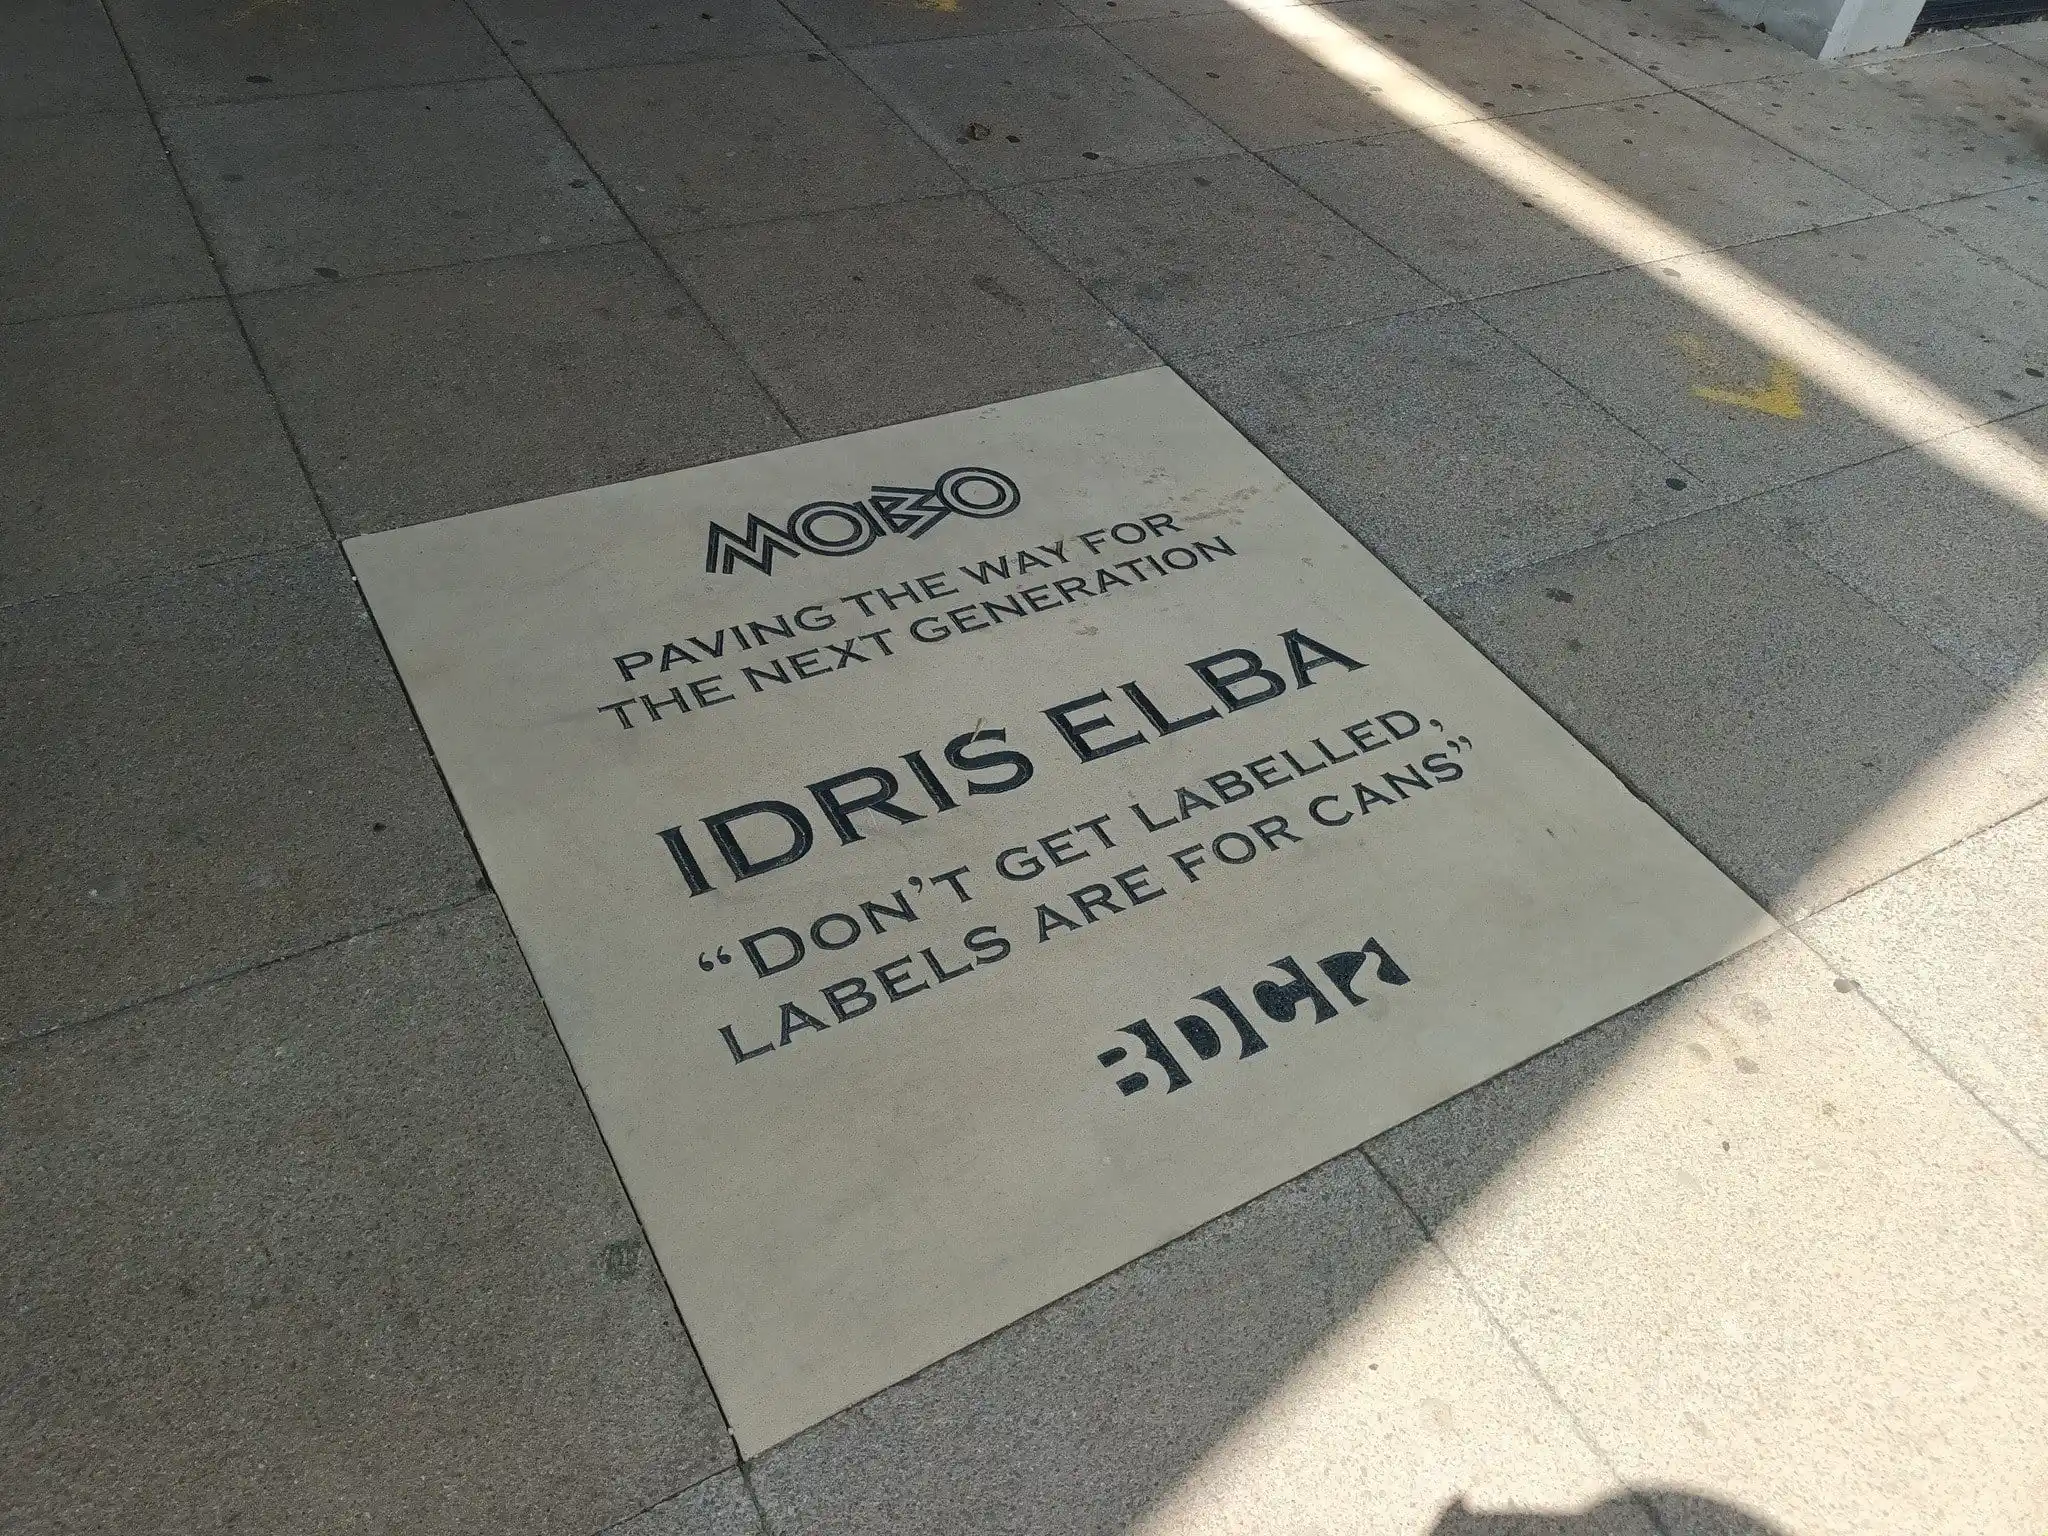 MOBO
PAVING THE WAY FOR
THE NEXT GENERATION
IDRIS ELBA
“DON’T GET LABELLED,
LABELS ARE FOR CANS”